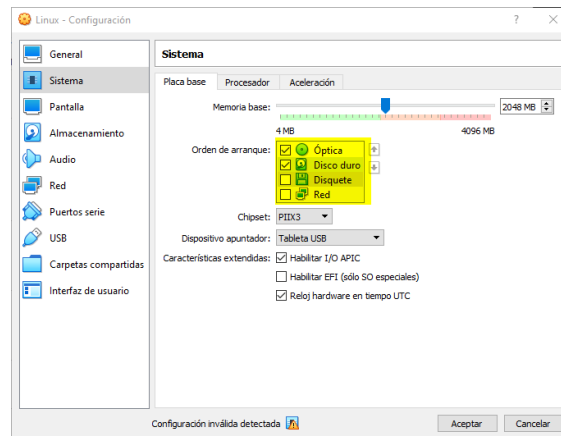 Linux - Configuración
General
Sistema
Pantalla
Almacenamiento
Audio
Red
Puertos serie
USB
Carpetas compartidas
Interfaz de usuario
Sistema
Placa base Procesador Aceleración
Memoria base: 2048 MB
4 MB 4096 MB
Orden de arranque: Óptica
Disco duro
Disquete
Red
Chipset: PIIX3
Dispositivo apuntador: Tableta USB
Características extendidas: Habilitar I/O APIC
Habilitar EFI (sólo SO especiales)
Reloj hardware en tiempo UTC
Configuración inválida detectada Aceptar Cancelar